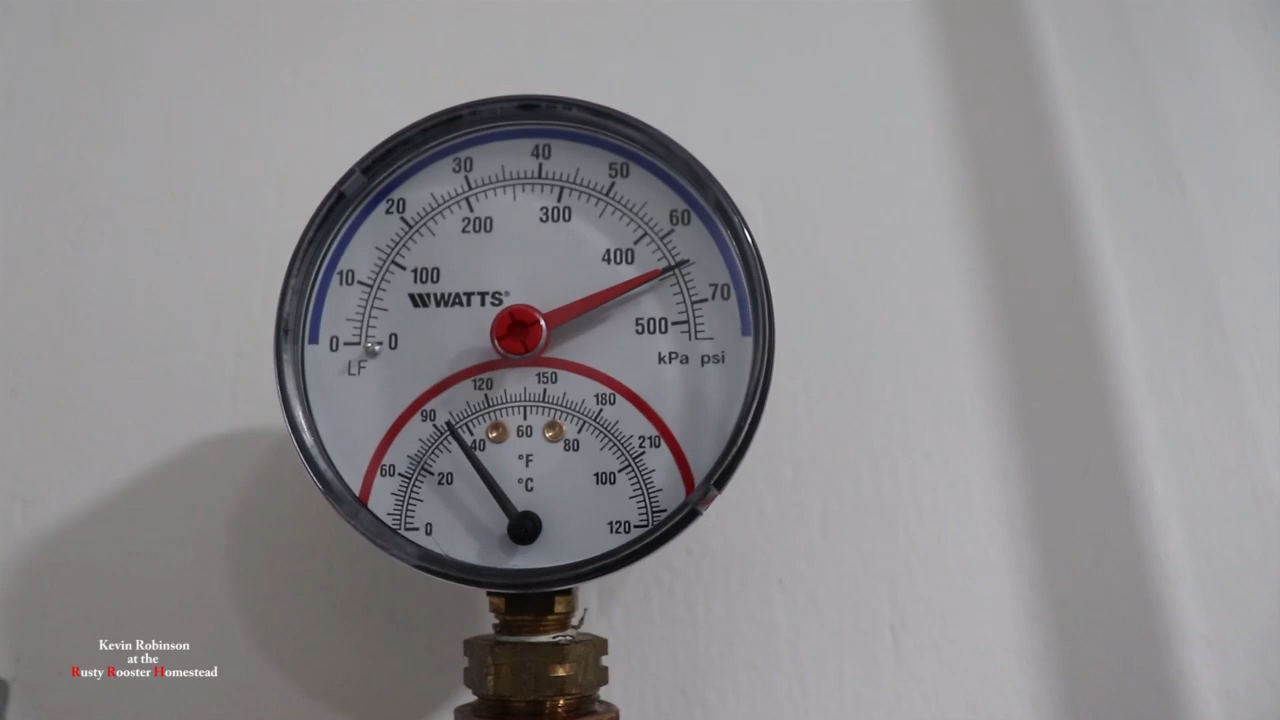 30 40 50
20 60
200 300
10 100 400
WATTS®
70
500
0 0
LF
kPa psi
120 150
90 180
40 60 80
210
60 20 °F 100
°C
0 120
Kevin Robinson
at the
Rusty Rooster Homestead